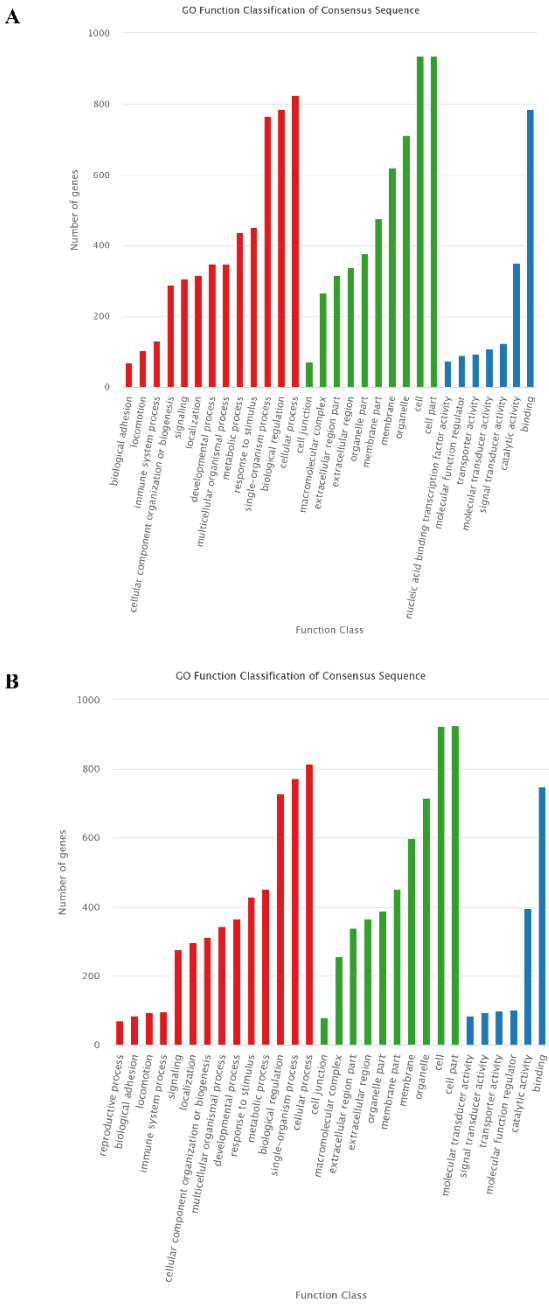 A
GO Function Classification of Consensus Sequence
Number of genes
1000
800
600
400
200
0
biological adhesion
locomotion
immune system process
cellular component organization or biogenesis
signaling
localization
developmental process
multicellular organismal process
metabolic process
response to stimulus
single-organism process
biological regulation
cellular process
cell junction
macromolecular complex
extracellular region part
extracellular region
organelle part
membrane part
membrane
organelle
cell
cell part
nucleic acid binding transcription factor activity
molecular function regulator
transporter activity
molecular transducer activity
signal transducer activity
catalytic activity
binding
Function Class
B
GO Function Classification of Consensus Sequence
Number of genes
1000
800
600
400
200
0
reproductive process
biological adhesion
locomotion
immune system process
signaling
localization
cellular component organization or biogenesis
multicellular organismal process
developmental process
response to stimulus
metabolic process
biological regulation
single-organism process
cellular process
cell junction
macromolecular complex
extracellular region part
extracellular region
organelle part
membrane part
membrane
organelle
cell
cell part
molecular transducer activity
signal transducer activity
transporter activity
molecular function regulator
catalytic activity
binding
Function Class